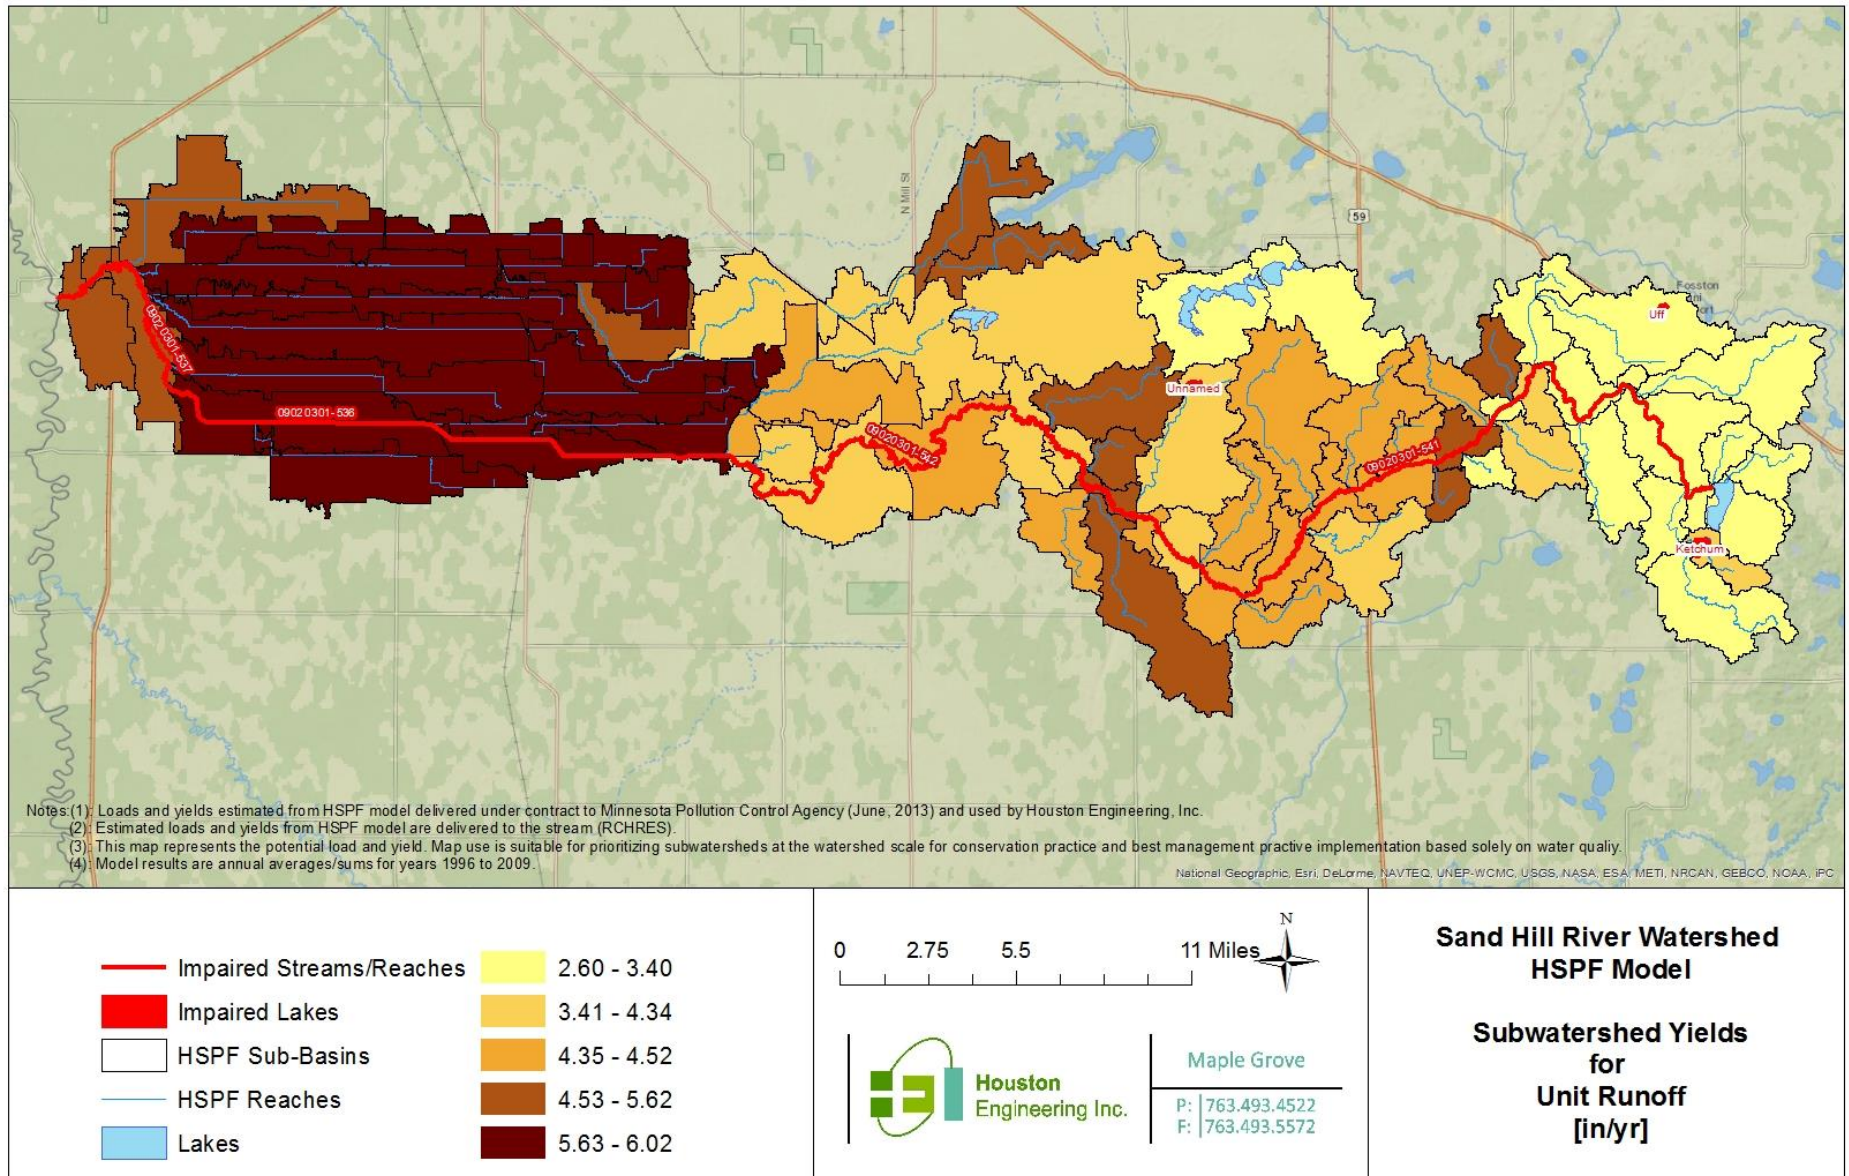 N Mill St
59
Fosston
Uff
Unnamed
09020301-537
09020301-536
09020301-542
09020301-541
Ketchum
Notes:(1): Loads and yields estimated from HSPF model delivered under contract to Minnesota Pollution Control Agency (June, 2013) and used by Houston Engineering, Inc.
(2): Estimated loads and yields from HSPF model are delivered to the stream (RCHRES).
(3): This map represents the potential load and yield. Map use is suitable for prioritizing subwatersheds at the watershed scale for conservation practice and best management practive implementation based solely on water qualiy.
(4): Model results are annual averages/sums for years 1996 to 2009.
National Geographic, Esri, DeLorme, NAVTEQ, UNEP-WCMC, USGS, NASA, ESA, METI, NRCAN, GEBCO, NOAA, iPC
Impaired Streams/Reaches
Impaired Lakes
HSPF Sub-Basins
HSPF Reaches
Lakes
2.60 - 3.40
3.41 - 4.34
4.35 - 4.52
4.53 - 5.62
5.63 - 6.02
0 2.75 5.5 11 Miles
N
Houston
Engineering Inc.
Maple Grove
P: 763.493.4522
F: 763.493.5572
Sand Hill River Watershed
HSPF Model
Subwatershed Yields
for
Unit Runoff
[in/yr]